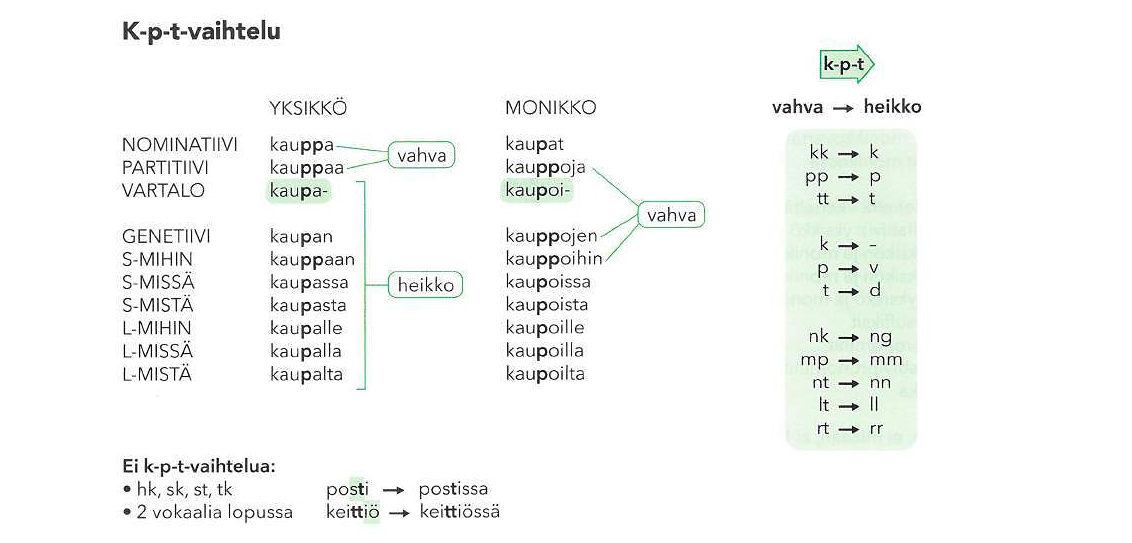 K-p-t-vaihtelu
k-p-t
YKSIKKÖ MONIKKO vahva → heikko
NOMINATIIVI kauppa kaupat
PARTITIIVI kauppaa vahva kauppoja
VARTALO kaupa- kaupoi-
vahva
GENETIIVI kaupan kauppojen
S-MIHIN kauppaan kauppoihin
S-MISSÄ kaupassa heikko kaupoissa
S-MISTÄ kaupasta kaupoista
L-MIHIN kaupalle kaupoille
L-MISSÄ kaupalla kaupoilla
L-MISTÄ kaupalta kaupoilta
kk → k
pp → p
tt → t
k → -
p → v
t → d
nk → ng
mp → mm
nt → nn
lt → ll
rt → rr
Ei k-p-t-vaihtelua:
• hk, sk, st, tk posti → postissa
• 2 vokaalia lopussa keittiö → keittiössä